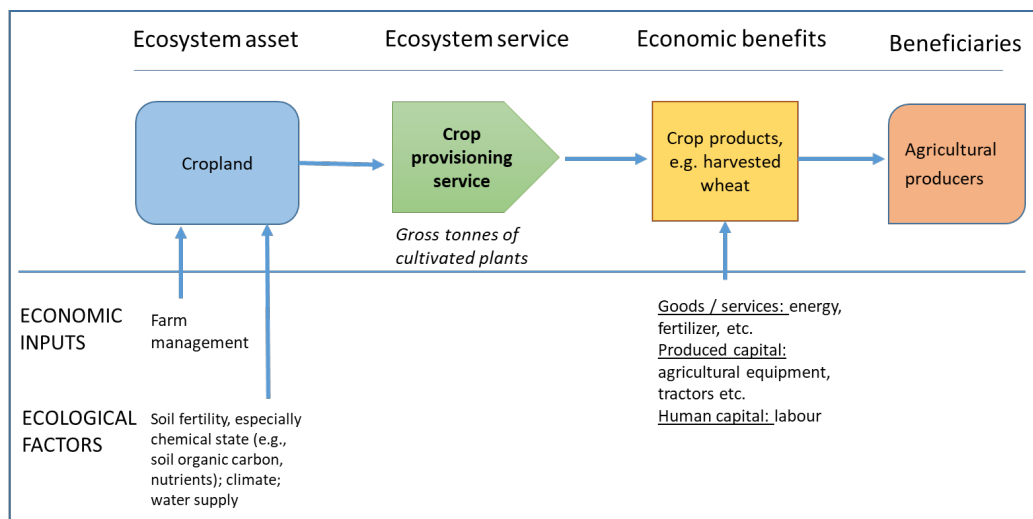 Ecosystem asset
Ecosystem service
Economic benefits
Beneficiaries
Cropland
Crop
provisioning
service
Crop products,
e.g. harvested
wheat
Agricultural
producers
Gross tonnes of
cultivated plants
ECONOMIC
INPUTS
Farm
management
Goods / services: energy,
fertilizer, etc.
Produced capital:
agricultural equipment,
tractors etc.
Human capital: labour
ECOLOGICAL
FACTORS
Soil fertility, especially
chemical state (e.g.,
soil organic carbon,
nutrients); climate;
water supply